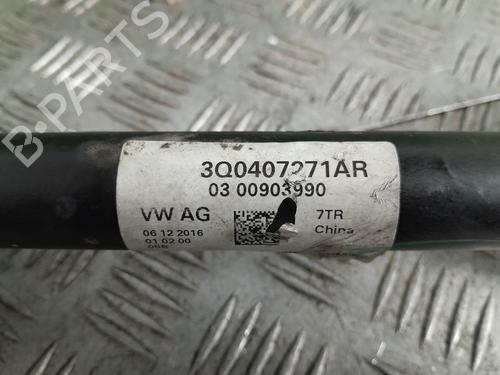 B-PARTS
3Q0407271AR
03 00903990
VW AG
7TR
06 12 2016
China
01 02 00